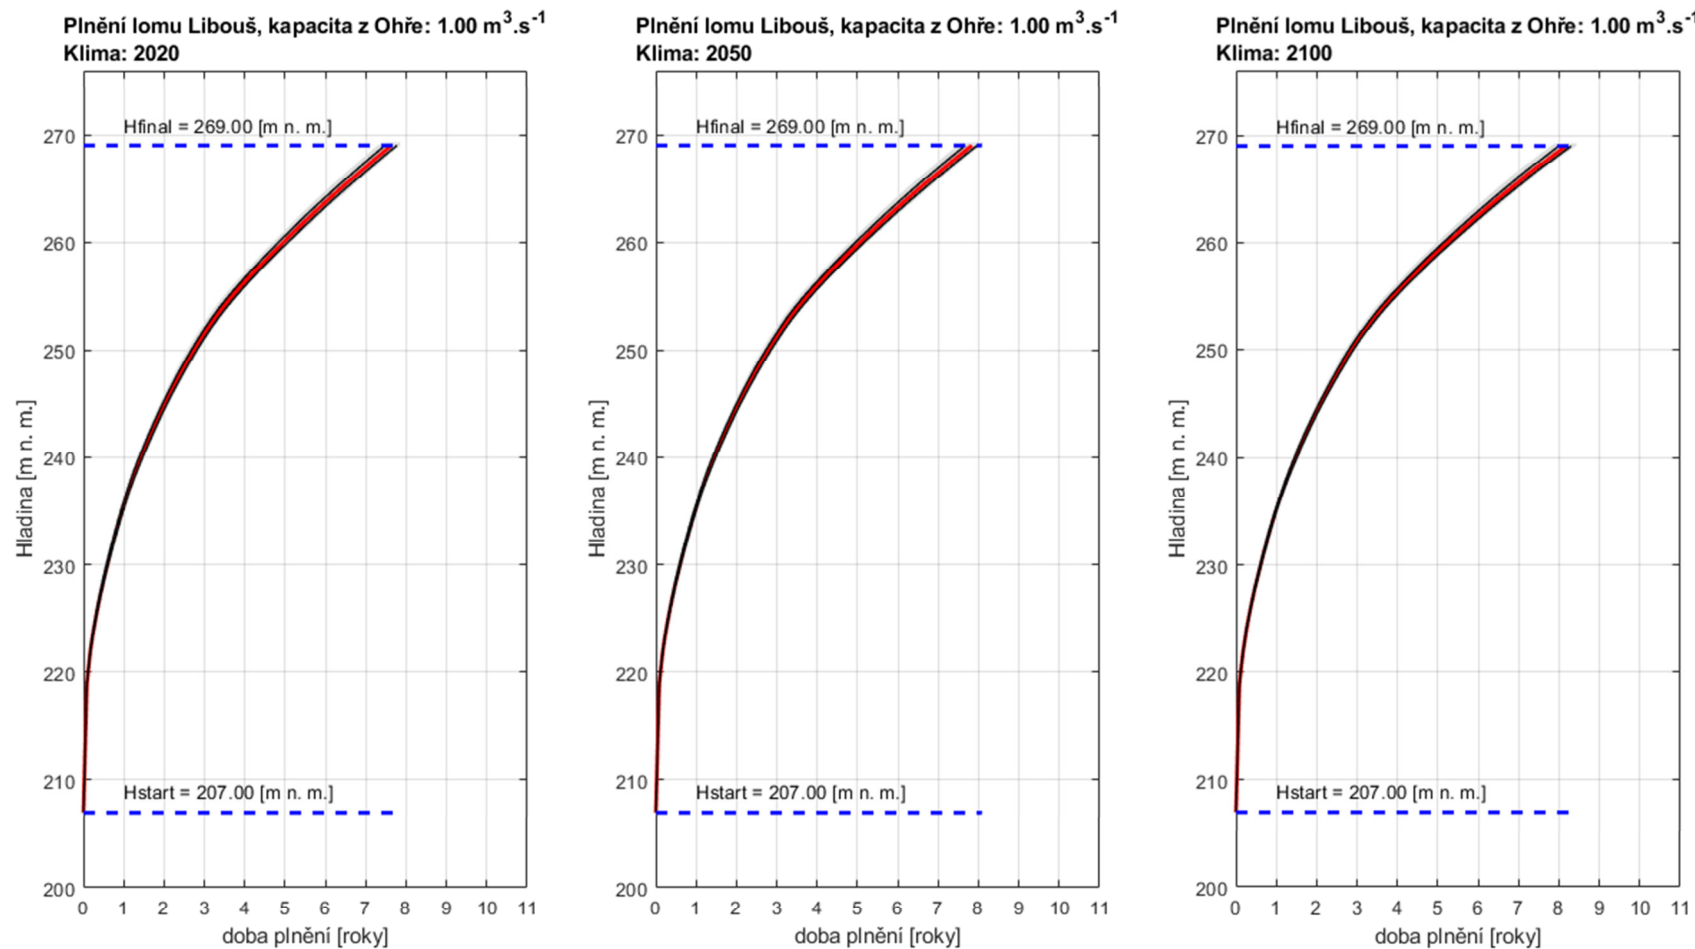 Plnění lomu Libouš, kapacita z Ohře: 1.00 m³.s⁻¹
Klima: 2020
Hfinal = 269.00 [m n. m.]
Hstart = 207.00 [m n. m.]
Hladina [m n. m.]
270
260
250
240
230
220
210
200
0 1 2 3 4 5 6 7 8 9 10 11
doba plnění [roky]
Plnění lomu Libouš, kapacita z Ohře: 1.00 m³.s⁻¹
Klima: 2050
Hfinal = 269.00 [m n. m.]
Hstart = 207.00 [m n. m.]
Hladina [m n. m.]
270
260
250
240
230
220
210
200
0 1 2 3 4 5 6 7 8 9 10 11
doba plnění [roky]
Plnění lomu Libouš, kapacita z Ohře: 1.00 m³.s⁻¹
Klima: 2100
Hfinal = 269.00 [m n. m.]
Hstart = 207.00 [m n. m.]
Hladina [m n. m.]
270
260
250
240
230
220
210
200
0 1 2 3 4 5 6 7 8 9 10 11
doba plnění [roky]